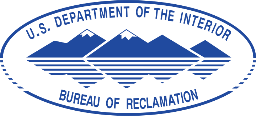 U.S. DEPARTMENT OF THE INTERIOR
BUREAU OF RECLAMATION